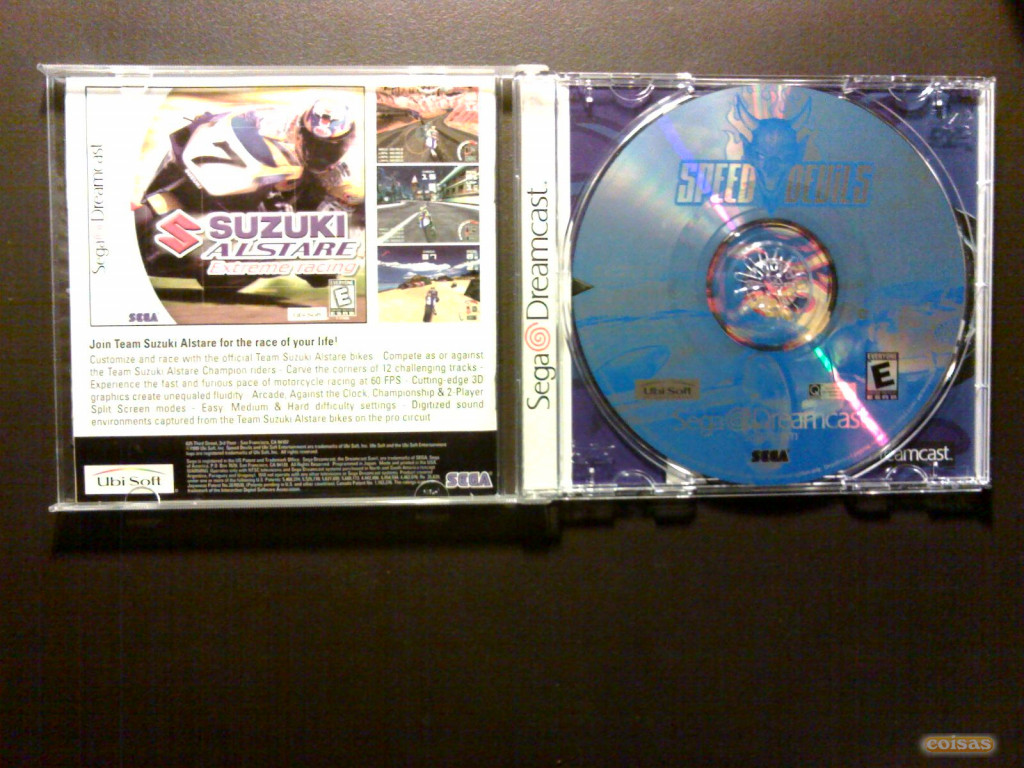 Sega Dreamcast
7
SUZUKI
ALSTARE
Extreme racing
E
SEGA
Ubi Soft
Join Team Suzuki Alstare for the race of your life!
Customize and race with the official Team Suzuki Alstare bikes - Compete as or against
the Team Suzuki Alstare Champion riders - Carve the corners of 12 challenging tracks -
Experience the fast and furious pace of motorcycle racing at 60 FPS - Cutting-edge 3D
graphics create unequaled fluidity - Arcade, Against the Clock, Championship & 2-Player
Split Screen modes - Easy, Medium & Hard difficulty settings - Digitized sound
environments captured from the Team Suzuki Alstare bikes on the pro circuit
Ubi Soft
SEGA
Sega Dreamcast.
SPEED DEVILS
Ubi Soft
EVERYONE
E
Sega Dreamcast
SEGA
eamcast.
coisas